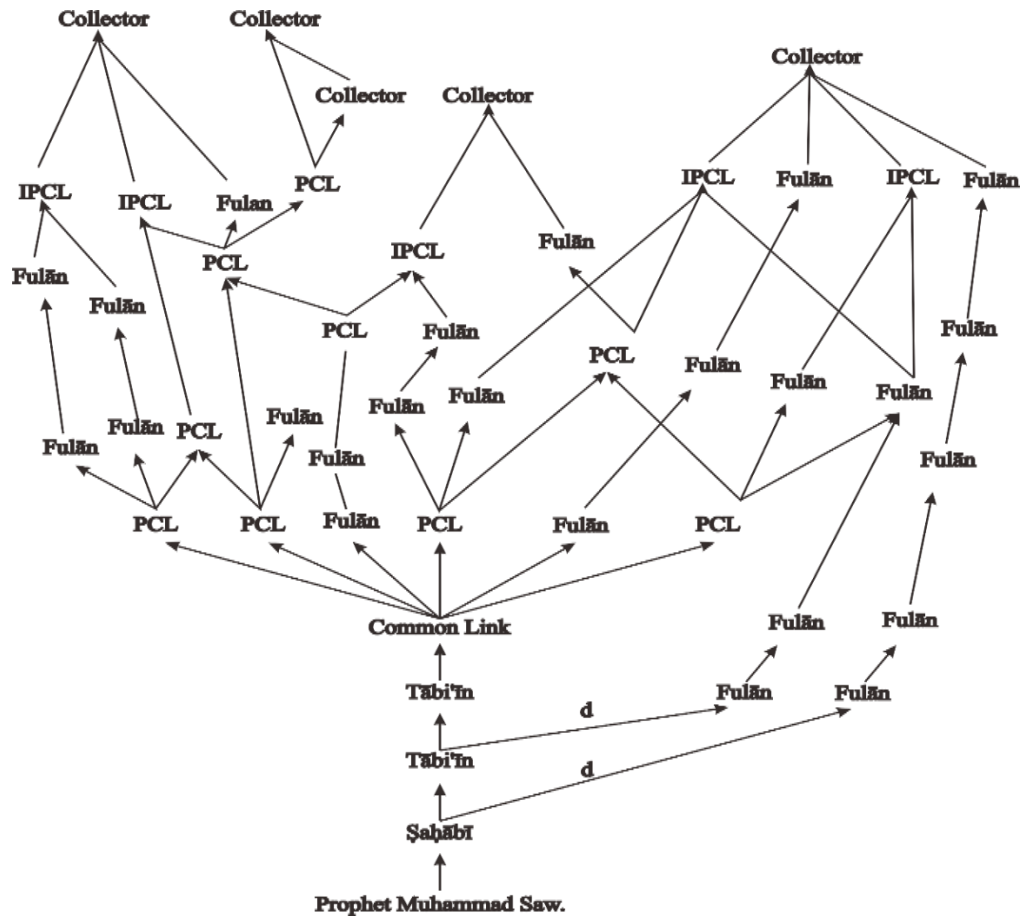 Collector Collector
Collector
Collector Collector
IPCL IPCL Fulan PCL IPCL Fulān IPCL Fulān
Fulān PCL IPCL Fulān
Fulān PCL Fulān Fulān
PCL Fulān
Fulān Fulān Fulān Fulān
Fulān Fulān PCL Fulān
Fulān Fulān Fulān
PCL PCL Fulān PCL Fulān PCL
Common Link Fulān Fulān
Tābi'īn Fulān Fulān
d
Tābi'īn
d
Ṣaḥābī
Prophet Muhammad Saw.